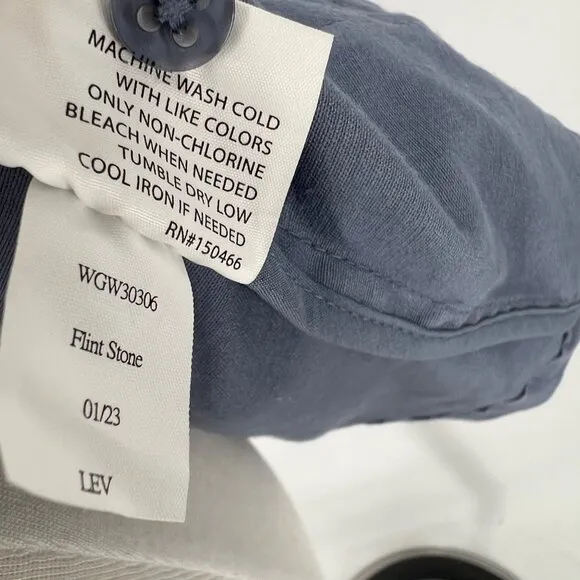 MACHINE WASH COLD
WITH LIKE COLORS
ONLY NON-CHLORINE
BLEACH WHEN NEEDED
TUMBLE DRY LOW
COOL IRON IF NEEDED
RN#150466
WGW30306
Flint Stone
01/23
LEV